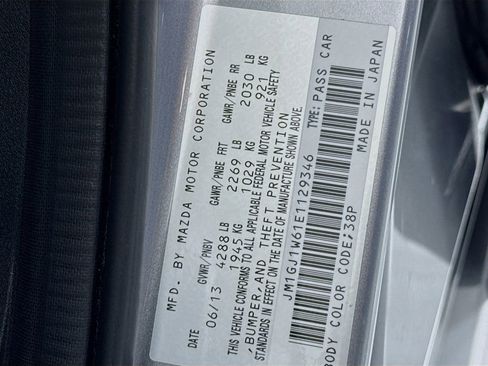 MFD. BY MAZDA MOTOR CORPORATION
DATE GVWR/PNBV GAWR/PNBE FRT GAWR/PNBE RR
06/13 4288 LB 2269 LB 2030 LB
1945 KG 1029 KG 921 KG
THIS VEHICLE CONFORMS TO ALL APPLICABLE FEDERAL MOTOR VEHICLE SAFETY
,BUMPER,AND THEFT PREVENTION
STANDARDS IN EFFECT ON THE DATE OF MANUFACTURE SHOWN ABOVE.
JM1GJ1W61E1129346 TYPE: PASS CAR
BODY COLOR CODE;38P MADE IN JAPAN